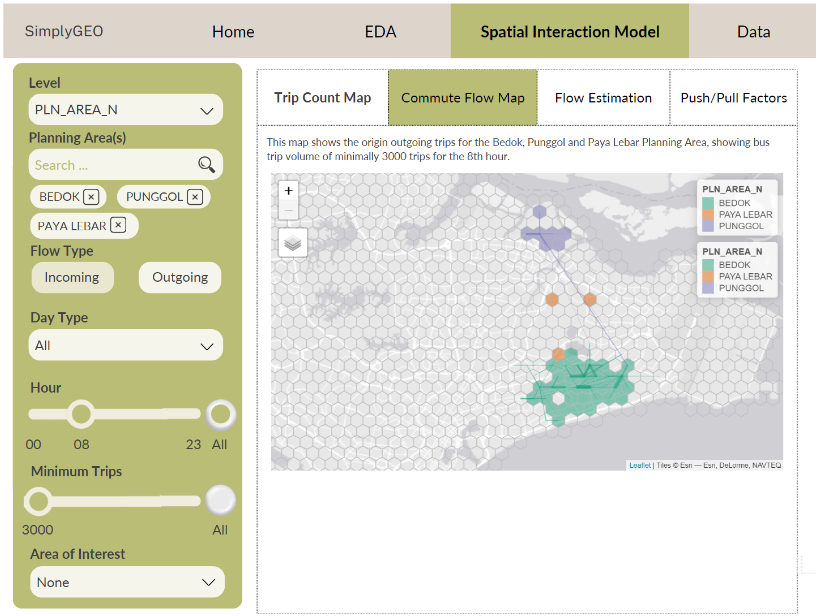 SimplyGEO
Home
EDA
Spatial Interaction Model
Data
Level
PLN_AREA_N
Planning Area(s)
Search ...
BEDOK x
PUNGGOL x
PAYA LEBAR x
Flow Type
Incoming
Outgoing
Day Type
All
Hour
00
08
23
All
Minimum Trips
3000
All
Area of Interest
None
Trip Count Map
Commute Flow Map
Flow Estimation
Push/Pull Factors
This map shows the origin outgoing trips for the Bedok, Punggol and Paya Lebar Planning Area, showing bus
trip volume of minimally 3000 trips for the 8th hour.
+
−
PLN_AREA_N
BEDOK
PAYA LEBAR
PUNGGOL
PLN_AREA_N
BEDOK
PAYA LEBAR
PUNGGOL
Leaflet | Tiles © Esri — Esri, DeLorme, NAVTEQ